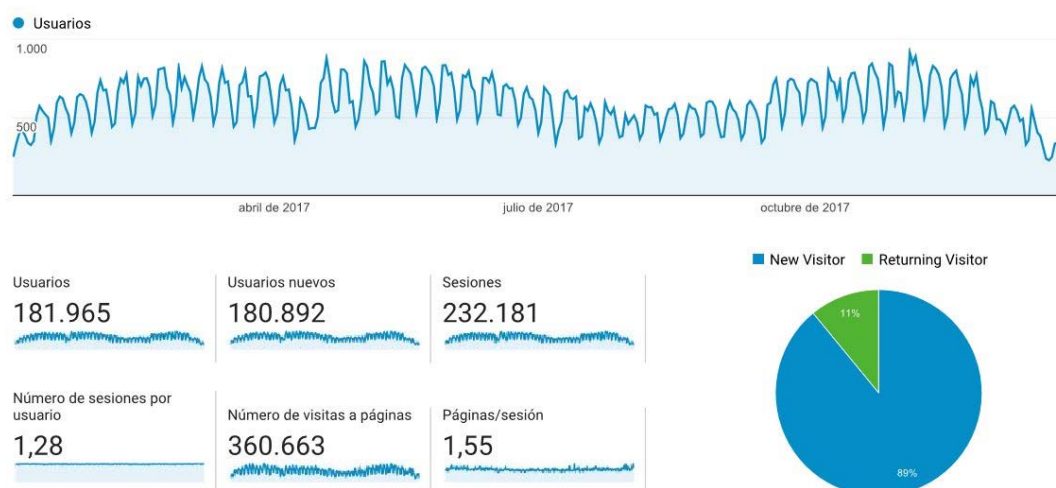 Usuarios
1.000
500
abril de 2017
julio de 2017
octubre de 2017
New Visitor
Returning Visitor
Usuarios
181.965
Usuarios nuevos
180.892
Sesiones
232.181
11%
Número de sesiones por
usuario
1,28
Número de visitas a páginas
360.663
Páginas/sesión
1,55
89%